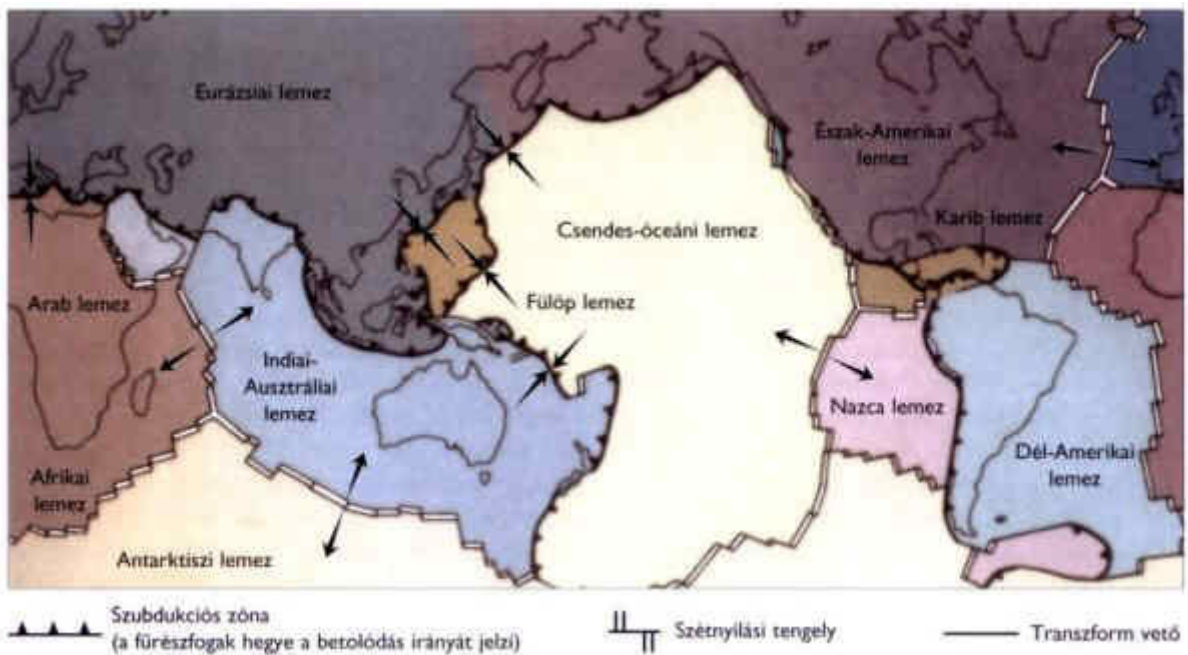 Eurázsiai lemez
Észak-Amerikai
lemez
Karib lemez
Csendes-óceáni lemez
Fülöp lemez
Arab lemez
Indiai-
Ausztráliai
lemez
Nazca lemez
Dél-Amerikai
lemez
Afrikai
lemez
Antarktiszi lemez
Szubdukciós zóna
(a fűrészfogak hegye a betolódás irányát jelzi)
Szétnyílási tengely
Transzform vető